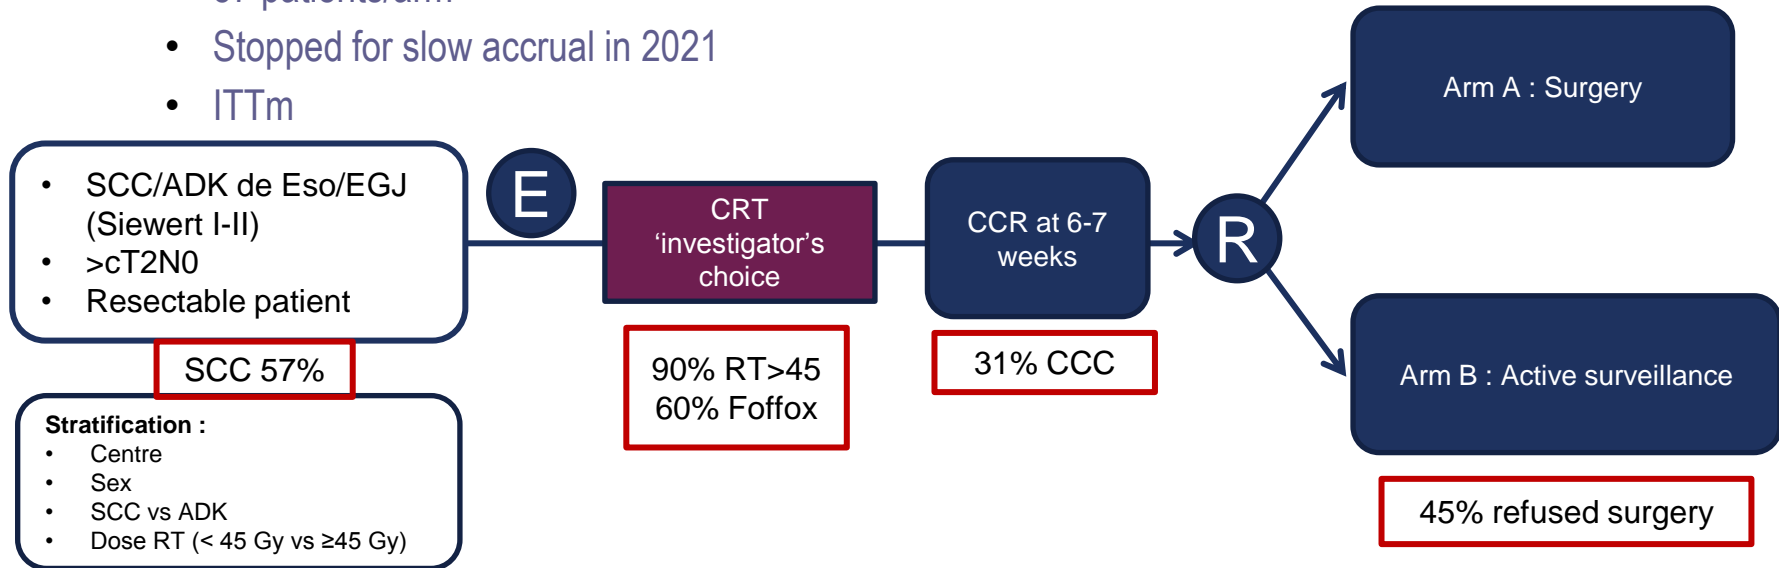 • Stopped for slow accrual in 2021
• ITTm
• SCC/ADK de Eso/EGJ
(Siewert I-II)
• >cT2N0
• Resectable patient
SCC 57%
Stratification :
• Centre
• Sex
• SCC vs ADK
• Dose RT (< 45 Gy vs ≥45 Gy)
E
CRT
‘investigator’s
choice
90% RT>45
60% Foffox
CCR at 6-7
weeks
31% CCC
R
Arm A : Surgery
Arm B : Active surveillance
45% refused surgery